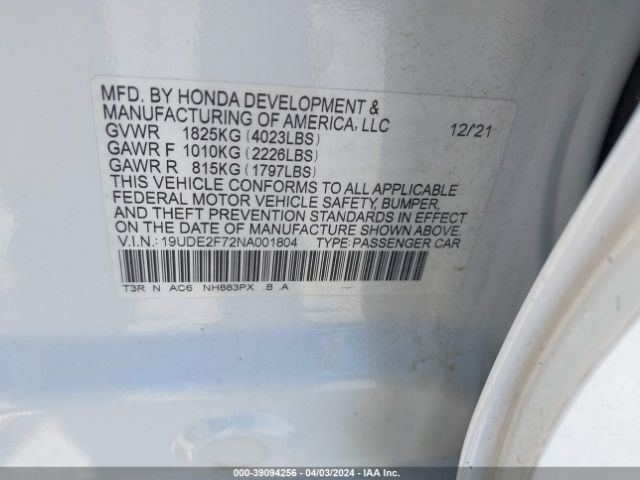 MFD. BY HONDA DEVELOPMENT &
MANUFACTURING OF AMERICA, LLC
GVWR 1825KG (4023LBS) 12/'21
GAWR F 1010KG (2226LBS)
GAWR R 815KG (1797LBS)
THIS VEHICLE CONFORMS TO ALL APPLICABLE
FEDERAL MOTOR VEHICLE SAFETY, BUMPER,
AND THEFT PREVENTION STANDARDS IN EFFECT
ON THE DATE OF MANUFACTURE SHOWN ABOVE.
V.I.N.: 19UDE2F72NA001804 TYPE: PASSENGER CAR
T3R N AC6 NH883PX .B .A
000-39094256 - 04/03/2024 - IAA Inc.